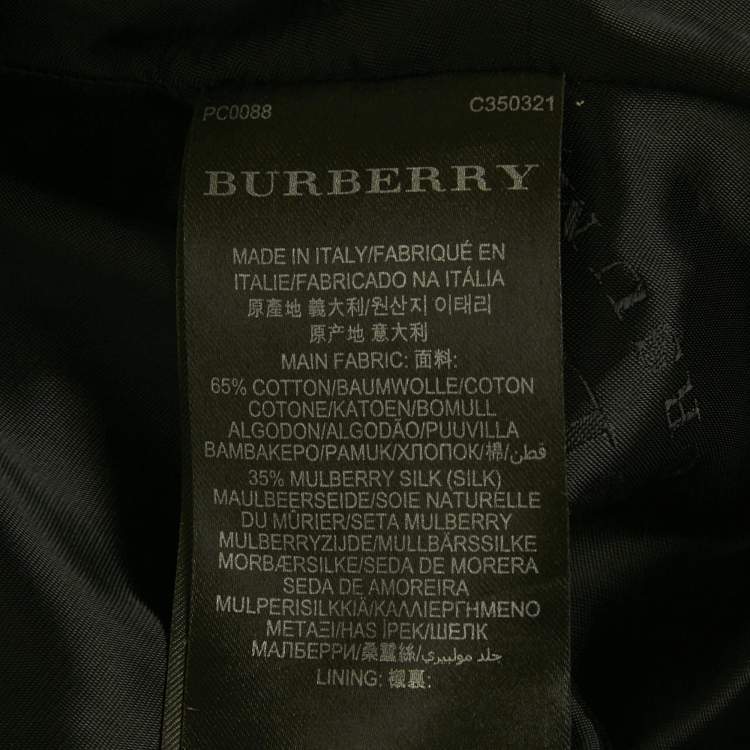 PC0088 C350321
BURBERRY
MADE IN ITALY/FABRIQUÉ EN
ITALIE/FABRICADO NA ITÁLIA
原產地 義大利/원산지 이태리
原产地 意大利
MAIN FABRIC: 面料:
65% COTTON/BAUMWOLLE/COTON
COTONE/KATOEN/BOMULL
ALGODON/ALGODÃO/PUUVILLA
ΒΑΜΒΑΚΕΡΟ/PAMUK/ХЛОПОК/棉/قطن/
35% MULBERRY SILK (SILK)
MAULBEERSEIDE/SOIE NATURELLE
DU MÛRIER/SETA MULBERRY
MULBERRYZIJDE/MULLBÄRSSILKE
MORBÆRSILKE/SEDA DE MORERA
SEDA DE AMOREIRA
MULPERISILKKIÄ/ΚΑΛΛΙΕΡΓΗΜΕΝΟ
ΜΕΤΑΞΙ/HAS İPEK/ШЕЛК
МАЛБЕРРИ/桑蠶絲/جلد مولبيري/
LINING: 襯裏: